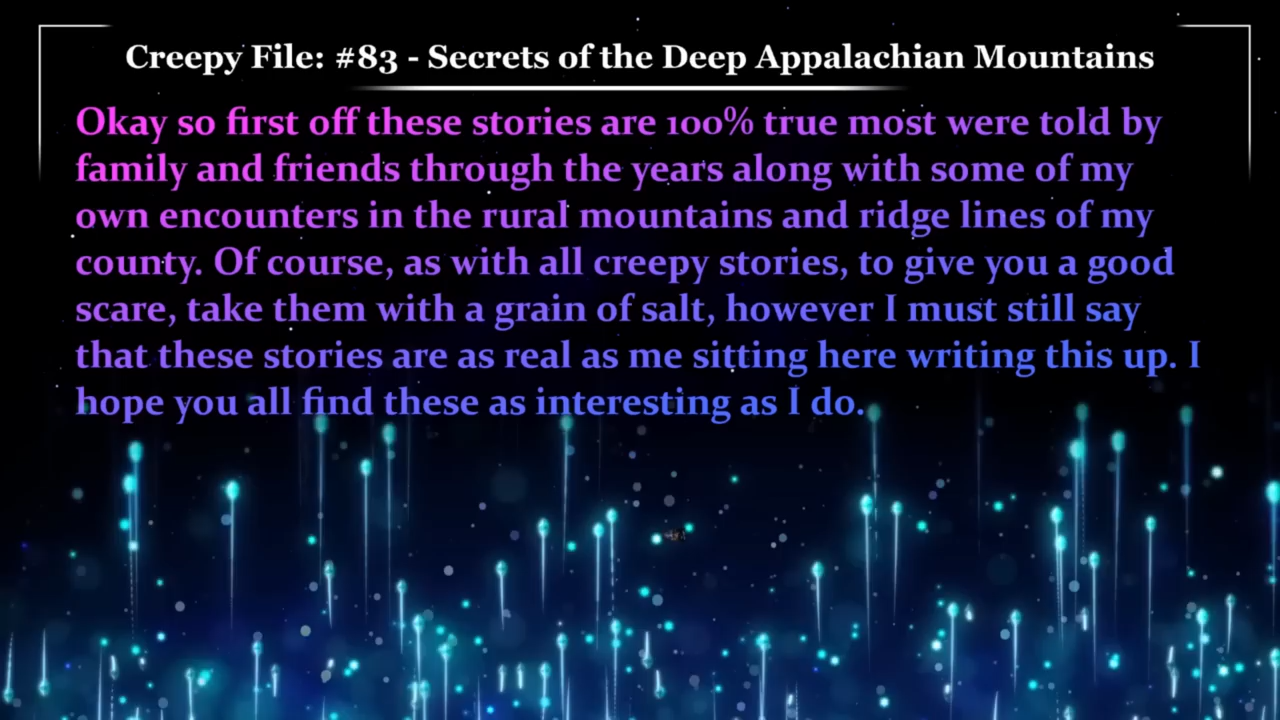 Creepy File: #83 - Secrets of the Deep Appalachian Mountains
Okay so first off these stories are 100% true most were told by
family and friends through the years along with some of my
own encounters in the rural mountains and ridge lines of my
county. Of course, as with all creepy stories, to give you a good
scare, take them with a grain of salt, however I must still say
that these stories are as real as me sitting here writing this up. I
hope you all find these as interesting as I do.